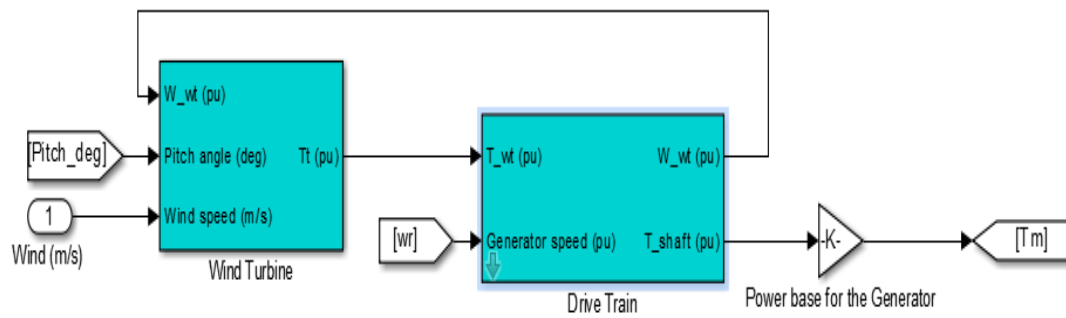 W_wt (pu)
[Pitch_deg]
Pitch angle (deg)
Tt (pu)
1
Wind speed (m/s)
Wind (m/s)
Wind Turbine
T_wt (pu)
W_wt (pu)
[wr]
Generator speed (pu)
T_shaft (pu)
Drive Train
-K-
Power base for the Generator
[Tm]